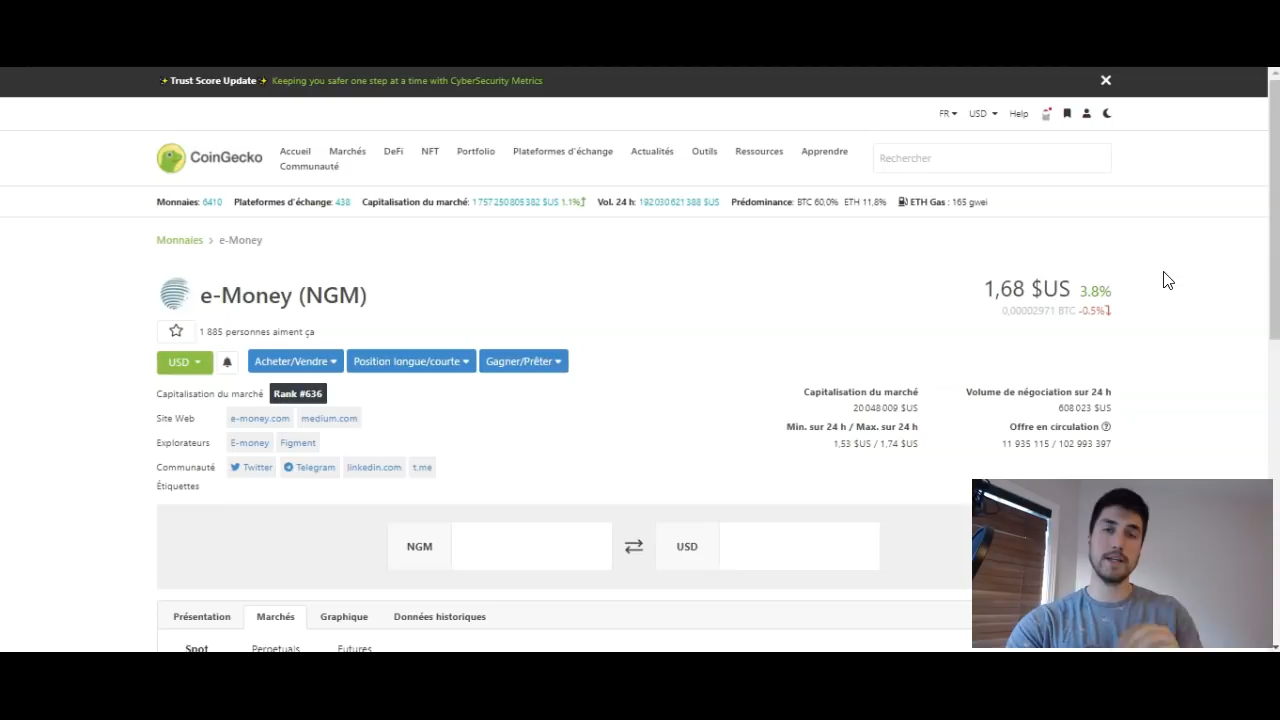 Trust Score Update Keeping you safer one step at a time with CyberSecurity Metrics
FR USD Help
CoinGecko Accueil Marchés DeFi NFT Portfolio Plateformes d'échange Actualités Outils Ressources Apprendre
Communauté
Rechercher
Monnaies: 6410 Plateformes d'échange: 438 Capitalisation du marché: 1 757 250 805 382 $US 1.1% Vol. 24 h: 192 030 621 388 $US Prédominance: BTC 60,0% ETH 11,8% ETH Gas : 165 gwei
Monnaies > e-Money
e-Money (NGM)
1,68 $US 3.8%
0,00002971 BTC -0.5%
1 885 personnes aiment ça
USD Acheter/Vendre Position longue/courte Gagner/Prêter
Capitalisation du marché Rank #636
Site Web e-money.com medium.com
Explorateurs E-money Figment
Communauté Twitter Telegram linkedin.com t.me
Étiquettes
Capitalisation du marché Volume de négociation sur 24 h
20 048 009 $US 608 023 $US
Min. sur 24 h / Max. sur 24 h Offre en circulation
1,53 $US / 1,74 $US 11 935 115 / 102 993 397
NGM USD
Présentation Marchés Graphique Données historiques
Spot Perpetuals Futures